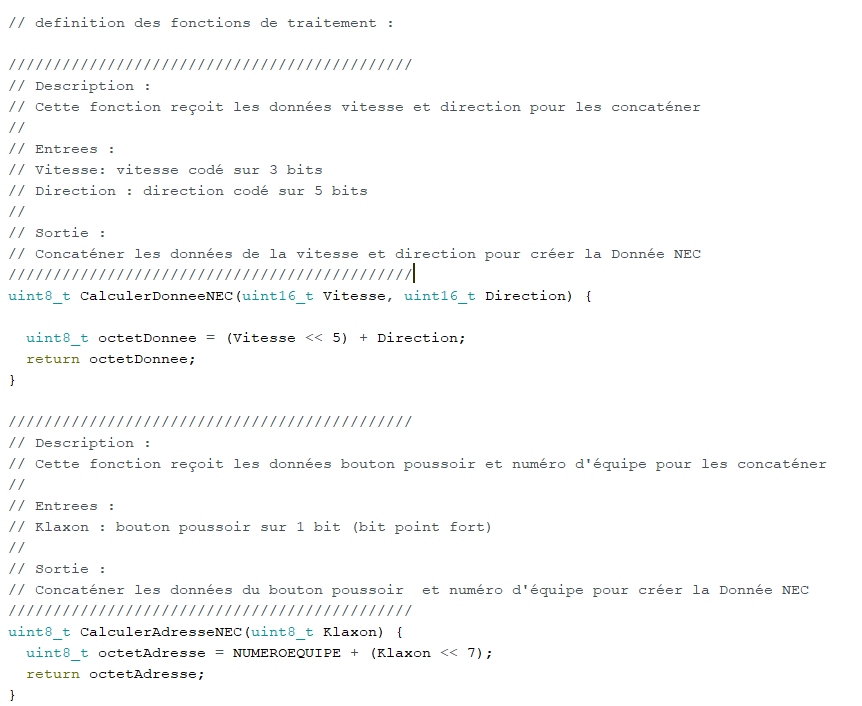 // definition des fonctions de traitement :
/////////////////////////////////////////////
// Description :
// Cette fonction reçoit les données vitesse et direction pour les concaténer
//
// Entrees :
// Vitesse: vitesse codé sur 3 bits
// Direction : direction codé sur 5 bits
//
// Sortie :
// Concaténer les données de la vitesse et direction pour créer la Donnée NEC
/////////////////////////////////////////////
uint8_t CalculerDonneeNEC(uint16_t Vitesse, uint16_t Direction) {
  uint8_t octetDonnee = (Vitesse << 5) + Direction;
  return octetDonnee;
}
/////////////////////////////////////////////
// Description :
// Cette fonction reçoit les données bouton poussoir et numéro d'équipe pour les concaténer
//
// Entrees :
// Klaxon : bouton poussoir sur 1 bit (bit point fort)
//
// Sortie :
// Concaténer les données du bouton poussoir  et numéro d'équipe pour créer la Donnée NEC
/////////////////////////////////////////////
uint8_t CalculerAdresseNEC(uint8_t Klaxon) {
  uint8_t octetAdresse = NUMEROEQUIPE + (Klaxon << 7);
  return octetAdresse;
}